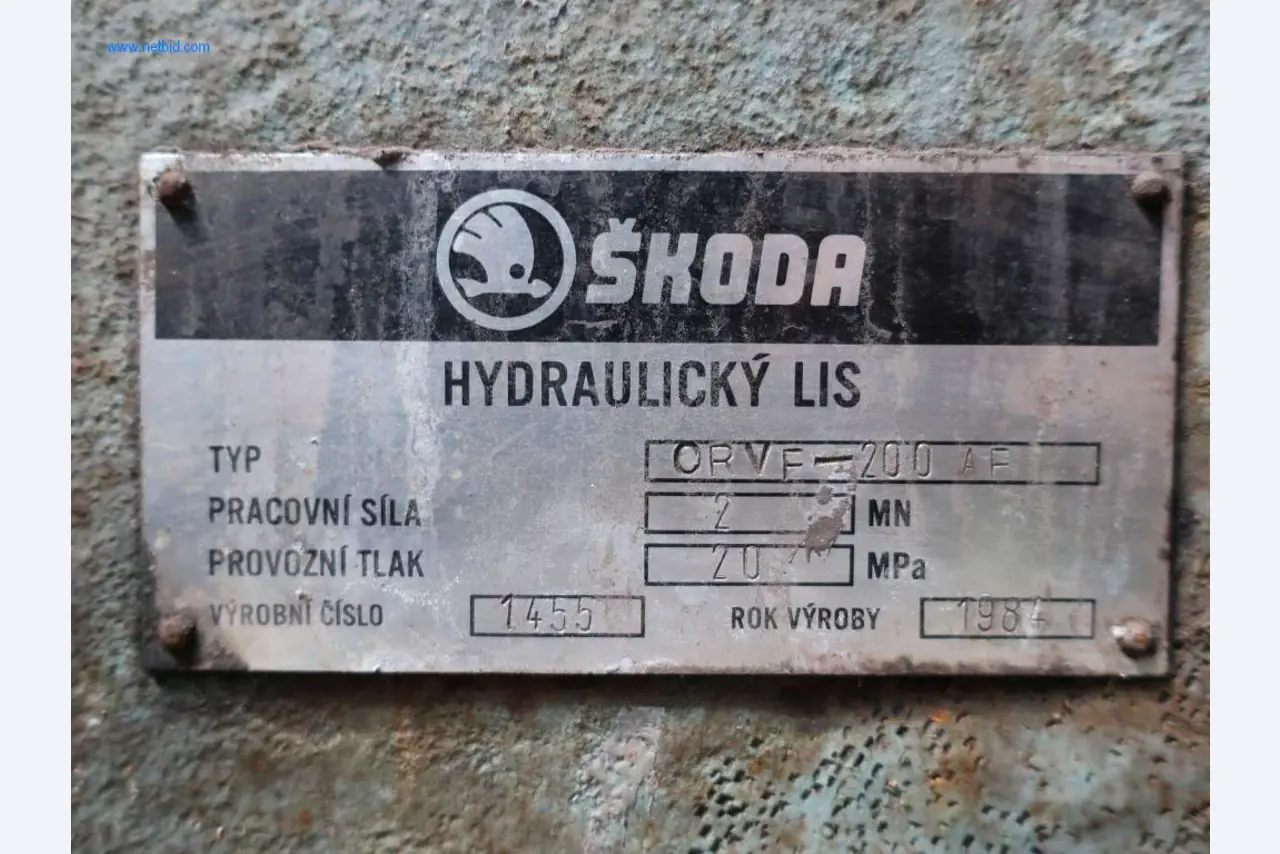 www.netbid.com
ŠKODA
HYDRAULICKÝ LIS
TYP ORVF-200 AF
PRACOVNÍ SÍLA 2 MN
PROVOZNÍ TLAK 20 MPa
VÝROBNÍ ČÍSLO 1455 ROK VÝROBY 1984